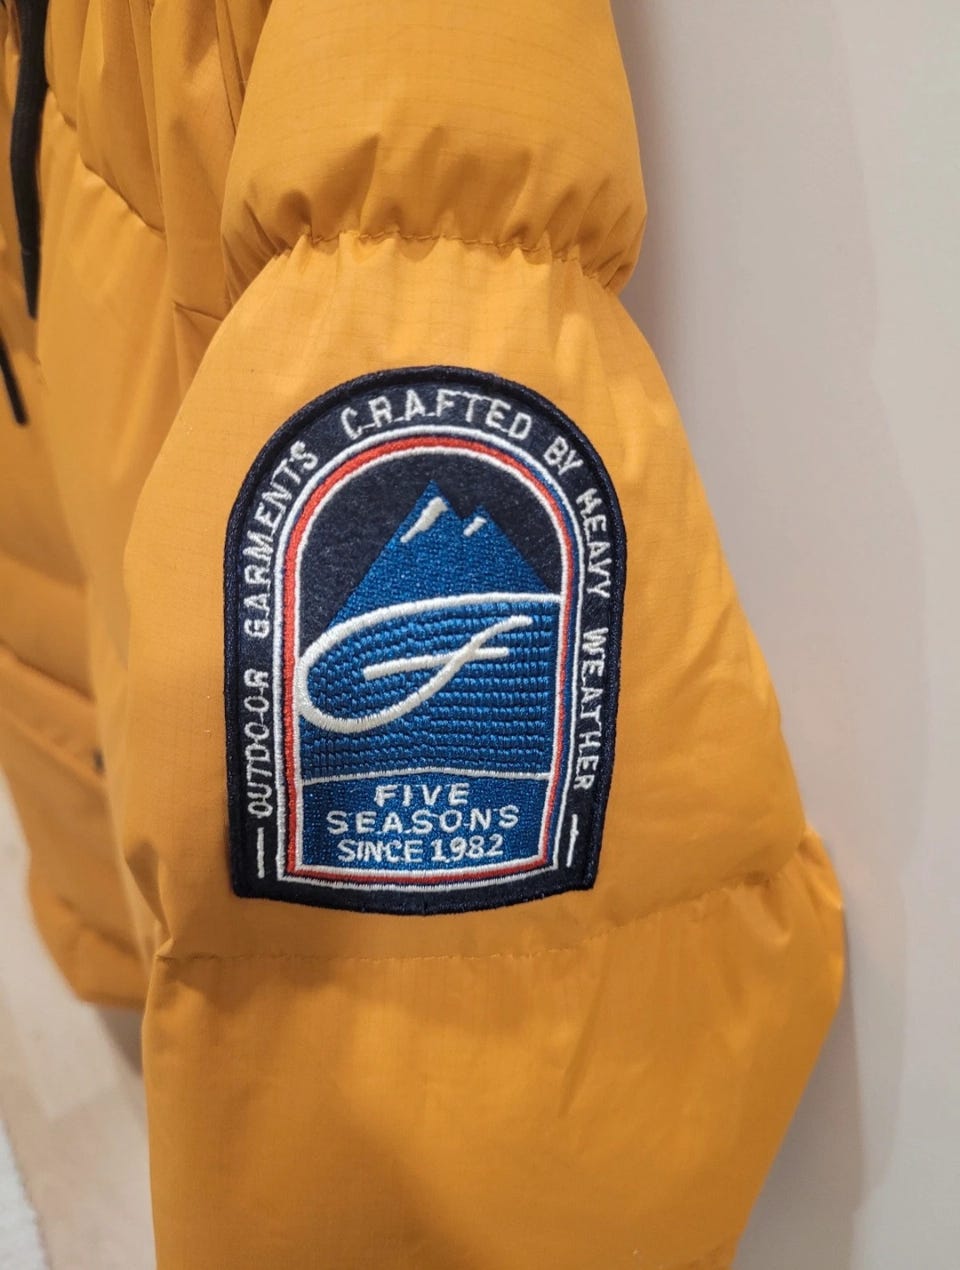 OUTDOOR GARMENTS CRAFTED BY HEAVY WEATHER
FIVE
SEASONS
SINCE 1982